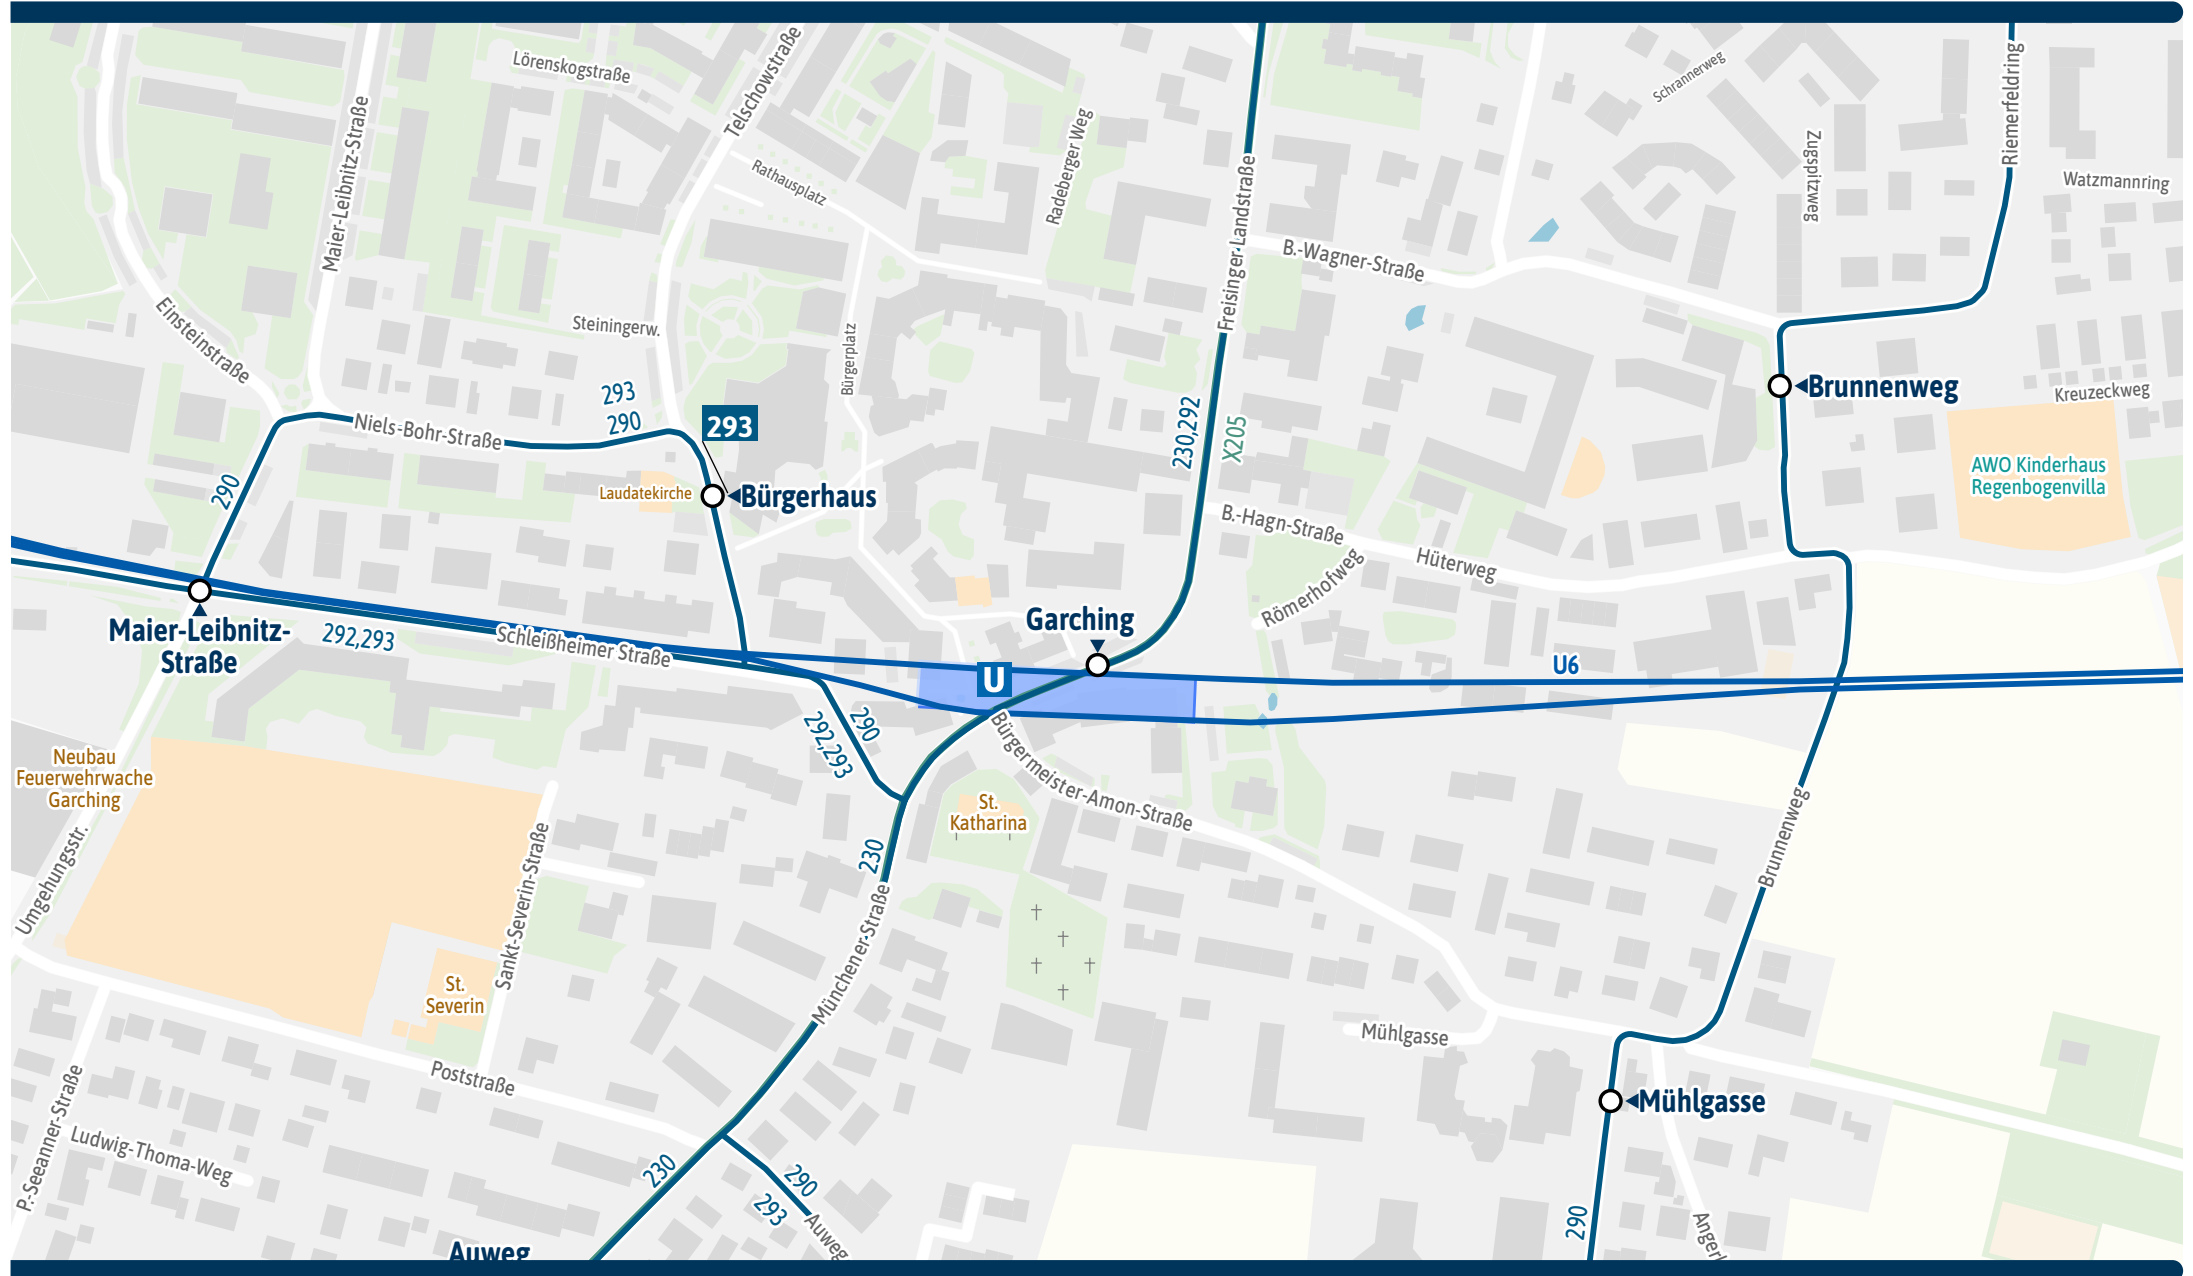 Lörenskogstraße
Telschowstraße
Maier-Leibnitz-Straße
Rathausplatz
Radeberger Weg
Freisinger Landstraße
Schrannerweg
Riemerfeldring
Zugspitzweg
Watzmannring
B.-Wagner-Straße
Einsteinstraße
Steiningerw.
Bürgerplatz
293
290
Niels-Bohr-Straße
293
230,292
X205
Brunnenweg
Kreuzeckweg
AWO Kinderhaus
Regenbogenvilla
290
Laudatekirche
Bürgerhaus
B.-Hagn-Straße
Hüterweg
Römerhofweg
Maier-Leibnitz-
Straße
292,293
Schleißheimer Straße
Garching
U
U6
290
292,293
Bürgermeister-Amon-Straße
Neubau
Feuerwehrwache
Garching
St.
Katharina
230
Umgehungsstr.
Sankt-Severin-Straße
Münchener Straße
Brunnenweg
St.
Severin
Mühlgasse
Poststraße
Mühlgasse
P.-Seeanner-Straße
Ludwig-Thoma-Weg
230
290
293
Auweg
Auweg
290
Angerl